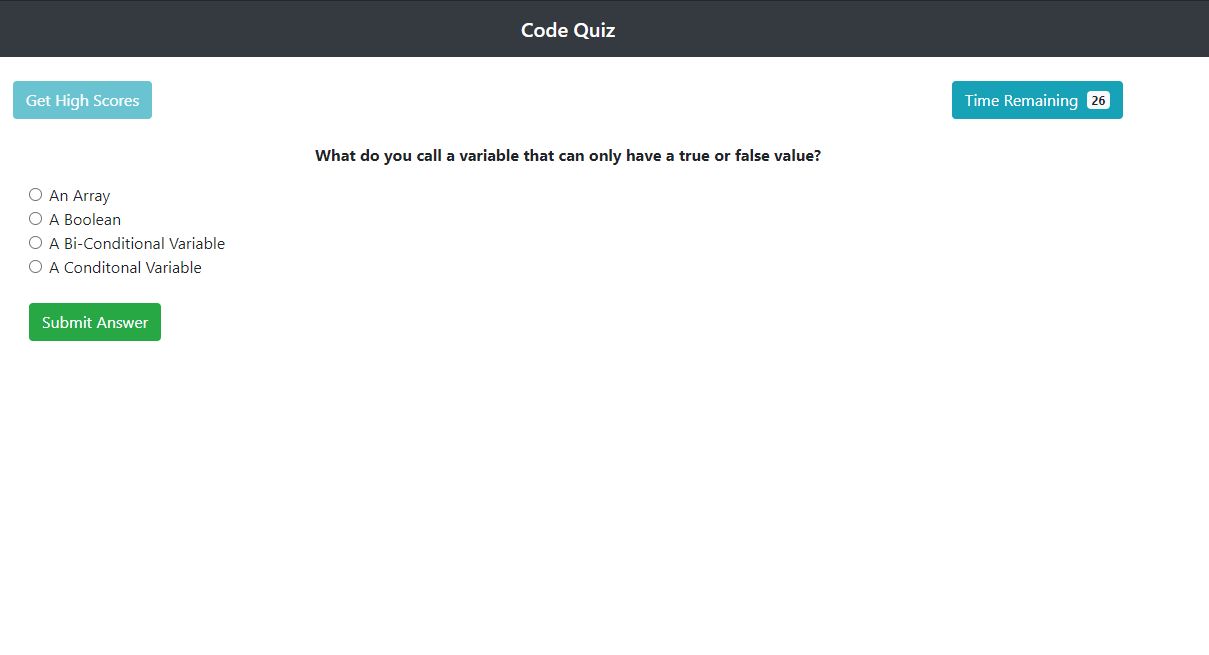 Code Quiz
Get High Scores
Time Remaining 26
What do you call a variable that can only have a true or false value?
An Array
A Boolean
A Bi-Conditional Variable
A Conditonal Variable
Submit Answer